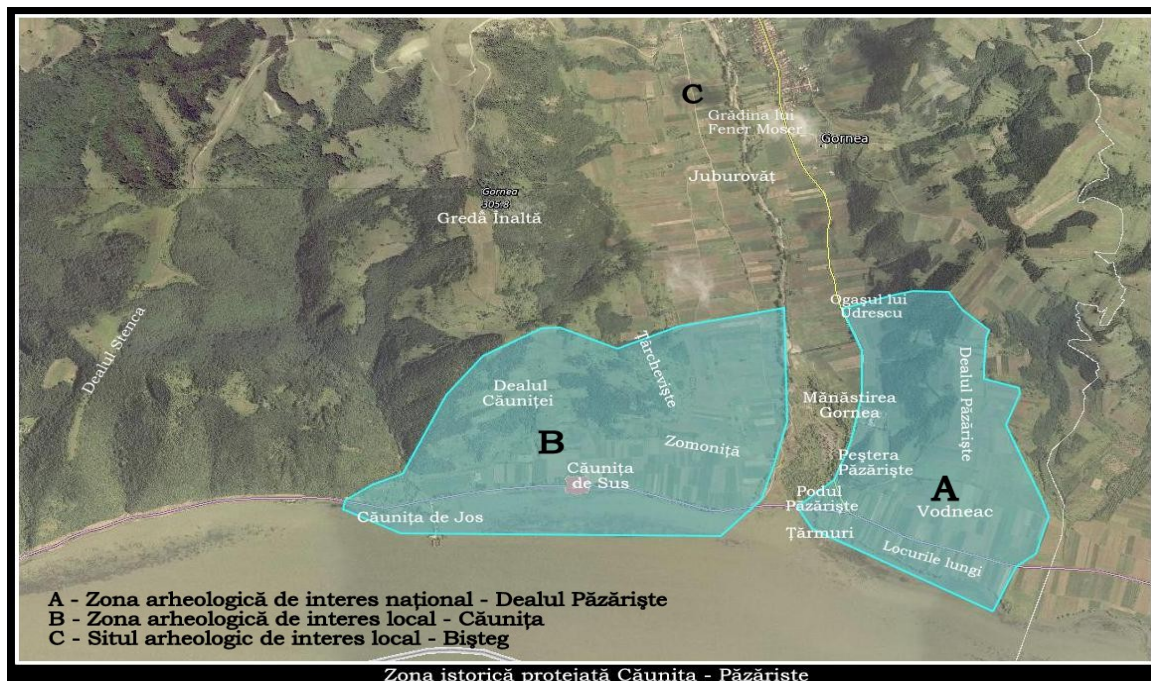 C
Grădina lui
Fener Moser
Gornea
Juburovăț
Gornea
305.8
Gredă Înaltă
Ogașul lui
Udrescu
Dealul Stenca
Țârcheviște
Dealul Păzăriște
Dealul
Căuniței
Mănăstirea
Gornea
B
Zomoniță
Peștera
Păzăriște
Căunița
de Sus
A
Podul
Păzăriște
Vodneac
Căunița de Jos
Țărmuri
Locurile lungi
A - Zona arheologică de interes național - Dealul Păzăriște
B - Zona arheologică de interes local - Căunița
C - Situl arheologic de interes local - Bișteg
Zona istorică protejată Căunița - Păzăriște